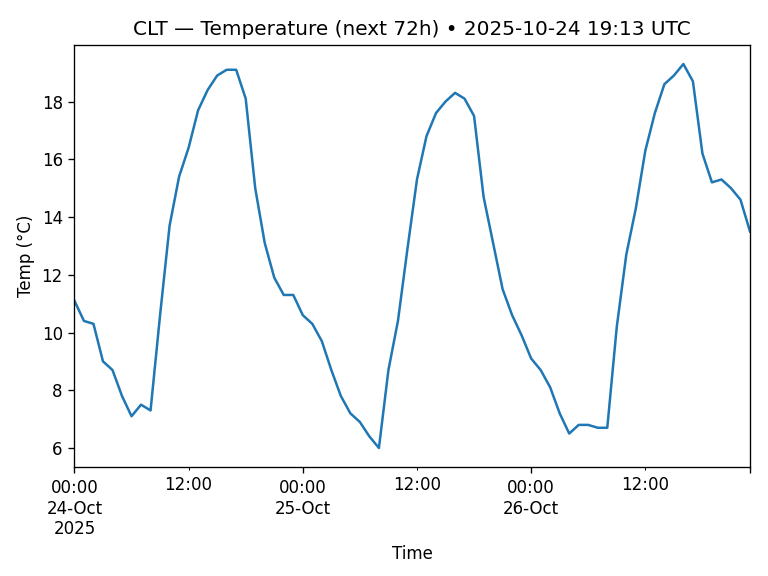 CLT — Temperature (next 72h) • 2025-10-24 19:13 UTC
Temp (°C)
18
16
14
12
10
8
6
00:00 12:00 00:00 12:00 00:00 12:00
24-Oct 25-Oct 26-Oct
2025
Time